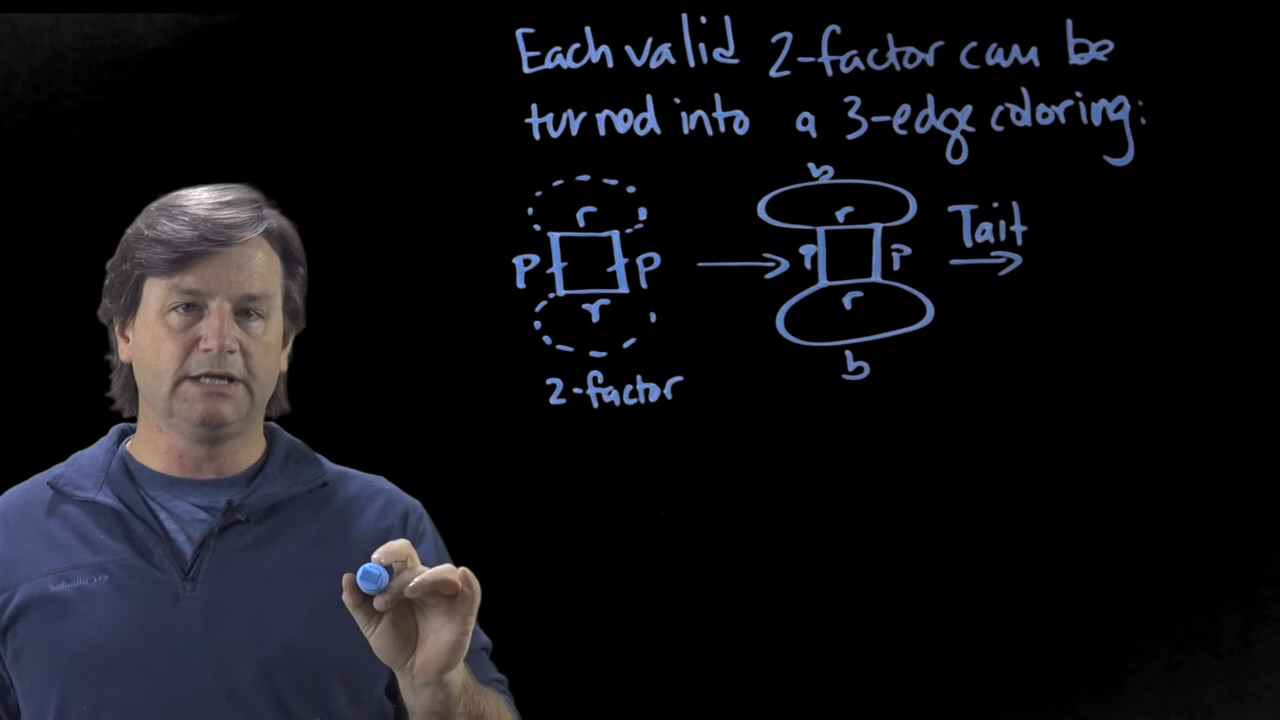 Each valid 2-factor can be
turned into a 3-edge coloring:
b
r
r
Tait
P
P
P
P
r
r
2-factor
b